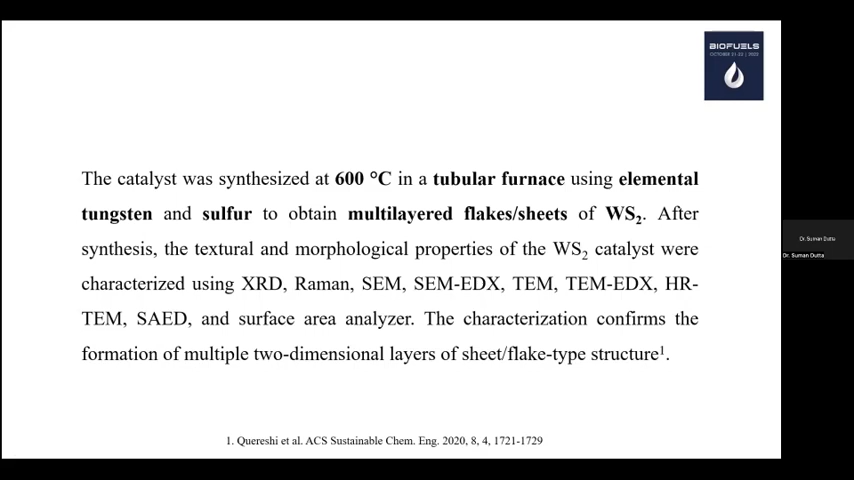 BIOFUELS
OCTOBER 21-22 | 2022
The catalyst was synthesized at 600 °C in a tubular furnace using elemental
tungsten and sulfur to obtain multilayered flakes/sheets of WS₂. After
synthesis, the textural and morphological properties of the WS₂ catalyst were
characterized using XRD, Raman, SEM, SEM-EDX, TEM, TEM-EDX, HR-
TEM, SAED, and surface area analyzer. The characterization confirms the
formation of multiple two-dimensional layers of sheet/flake-type structure¹.
1. Quereshi et al. ACS Sustainable Chem. Eng. 2020, 8, 4, 1721-1729
Dr. Suman Dutta
Dr. Suman Dutta